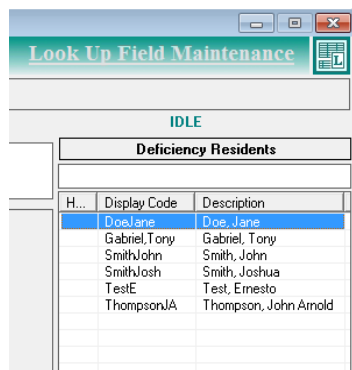 Look Up Field Maintenance
L
IDLE
Deficiency Residents
H... Display Code Description
DoeJane Doe, Jane
Gabriel,Tony Gabriel, Tony
SmithJohn Smith, John
SmithJosh Smith, Joshua
TestE Test, Ernesto
ThompsonJA Thompson, John Arnold